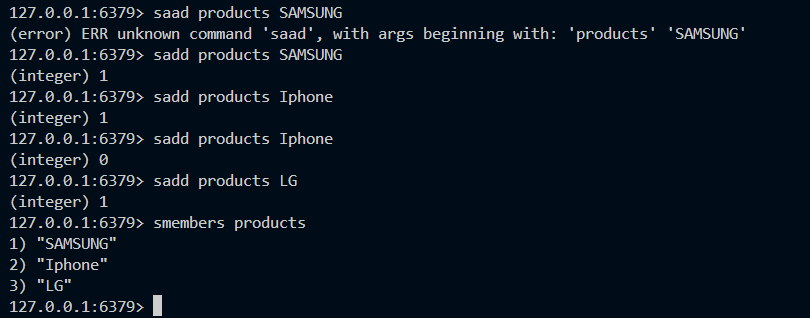 127.0.0.1:6379> saad products SAMSUNG
(error) ERR unknown command 'saad', with args beginning with: 'products' 'SAMSUNG'
127.0.0.1:6379> sadd products SAMSUNG
(integer) 1
127.0.0.1:6379> sadd products Iphone
(integer) 1
127.0.0.1:6379> sadd products Iphone
(integer) 0
127.0.0.1:6379> sadd products LG
(integer) 1
127.0.0.1:6379> smembers products
1) "SAMSUNG"
2) "Iphone"
3) "LG"
127.0.0.1:6379>